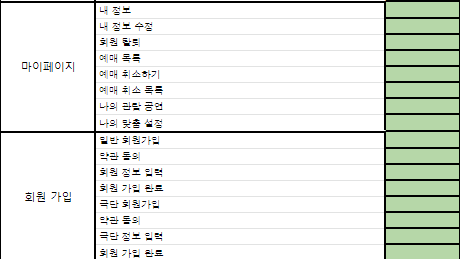 내 정보
내 정보 수정
회원 탈퇴
예매 목록
마이페이지
예매 취소하기
예매 취소 목록
나의 관람 공연
나의 맞춤 설정
일반 회원가입
약관 동의
회원 정보 입력
회원 가입
회원 가입 완료
극단 회원가입
약관 동의
극단 정보 입력
회원 가입 완료